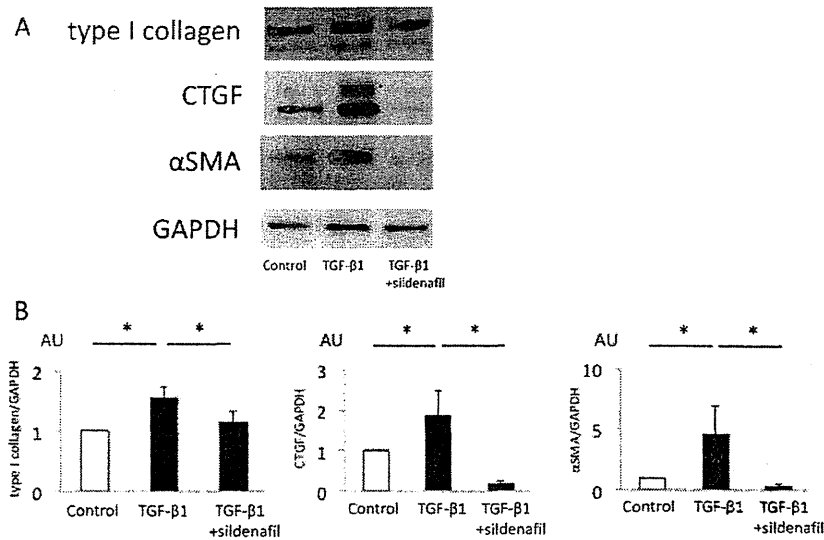 A
type I collagen
CTGF
αSMA
GAPDH
Control TGF-β1 TGF-β1
+sildenafil
B
AU * *
type I collagen/GAPDH
2
1
0
Control TGF-β1 TGF-β1
+sildenafil
AU * *
CTGF/GAPDH
3
2
1
0
Control TGF-β1 TGF-β1
+sildenafil
AU * *
αSMA/GAPDH
10
5
0
Control TGF-β1 TGF-β1
+sildenafil